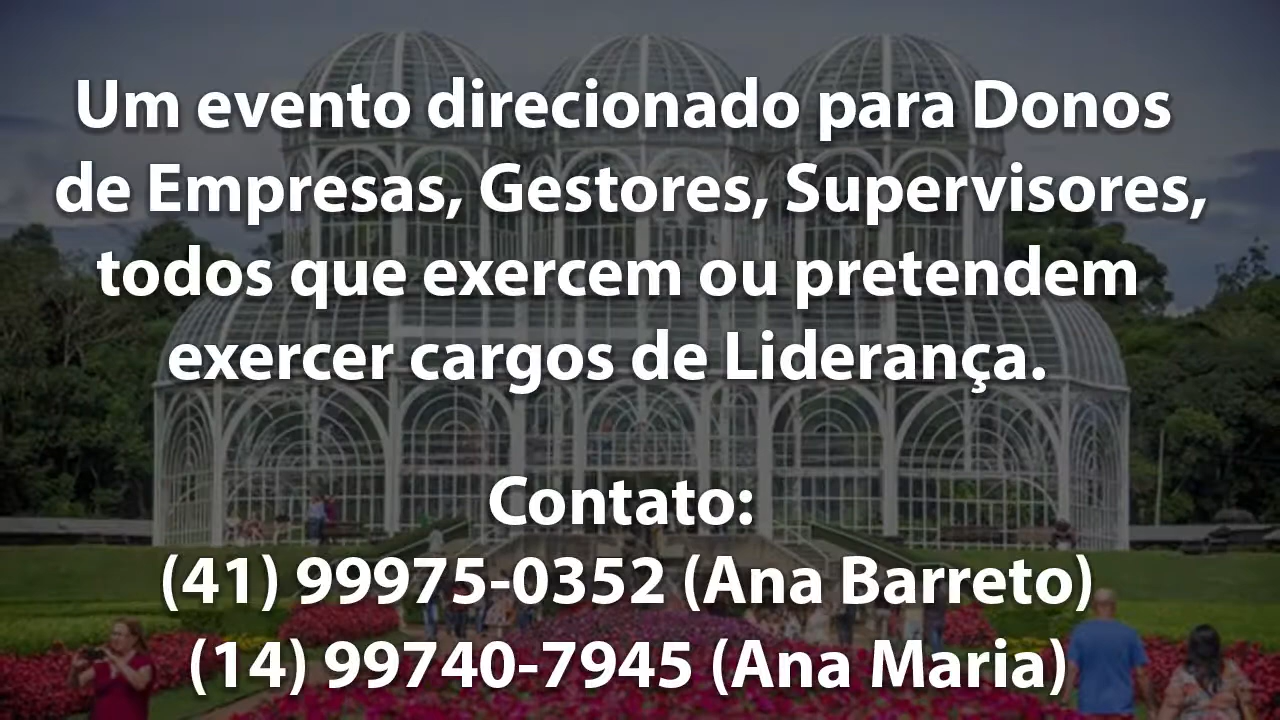 Um evento direcionado para Donos
de Empresas, Gestores, Supervisores,
todos que exercem ou pretendem
exercer cargos de Liderança.
Contato:
(41) 99975-0352 (Ana Barreto)
(14) 99740-7945 (Ana Maria)